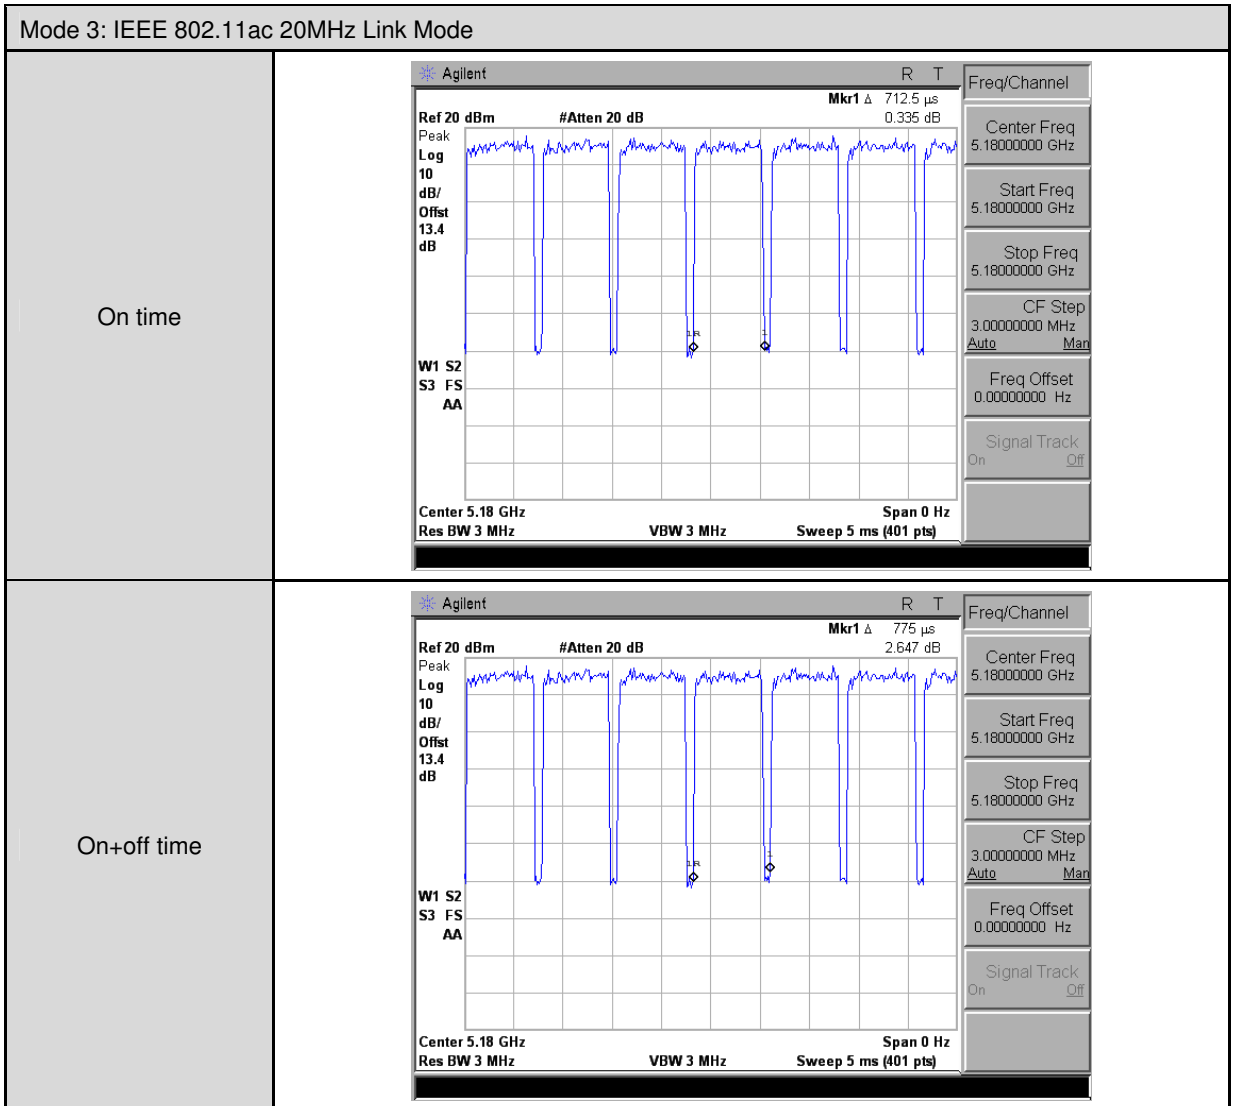 Mode 3: IEEE 802.11ac 20MHz Link Mode
On time
Agilent R T
Mkr1 Δ 712.5 µs
Ref 20 dBm #Atten 20 dB 0.335 dB
Peak
Log
10
dB/
Offst
13.4
dB
1R 1
W1 S2
S3 FS
AA
Center 5.18 GHz Span 0 Hz
Res BW 3 MHz VBW 3 MHz Sweep 5 ms (401 pts)
Freq/Channel
Center Freq
5.18000000 GHz
Start Freq
5.18000000 GHz
Stop Freq
5.18000000 GHz
CF Step
3.00000000 MHz
Auto Man
Freq Offset
0.00000000 Hz
Signal Track
On Off
On+off time
Agilent R T
Mkr1 Δ 775 µs
Ref 20 dBm #Atten 20 dB 2.647 dB
Peak
Log
10
dB/
Offst
13.4
dB
1R 1
W1 S2
S3 FS
AA
Center 5.18 GHz Span 0 Hz
Res BW 3 MHz VBW 3 MHz Sweep 5 ms (401 pts)
Freq/Channel
Center Freq
5.18000000 GHz
Start Freq
5.18000000 GHz
Stop Freq
5.18000000 GHz
CF Step
3.00000000 MHz
Auto Man
Freq Offset
0.00000000 Hz
Signal Track
On Off